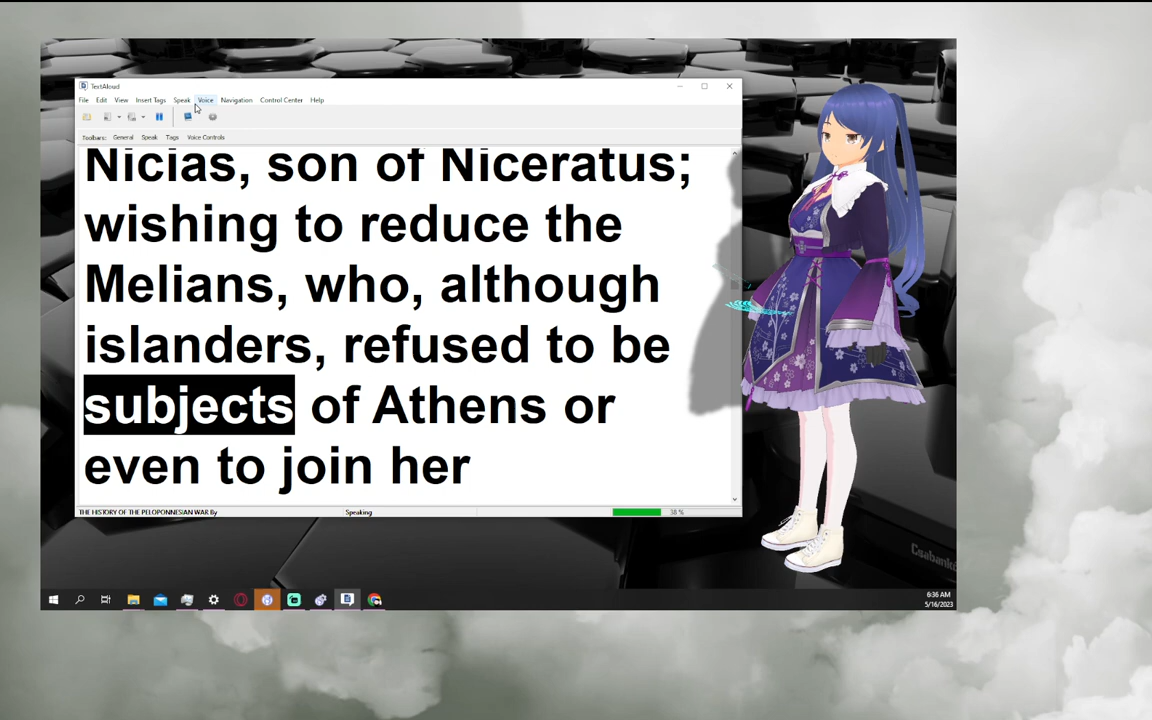 TextAloud
File Edit View Insert Tags Speak Voice Navigation Control Center Help
Toolbars: General Speak Tags Voice Controls
Nicias, son of Niceratus;
wishing to reduce the
Melians, who, although
islanders, refused to be
subjects of Athens or
even to join her
THE HISTORY OF THE PELOPONNESIAN WAR By Speaking 38 %
6:36 AM
5/16/2023